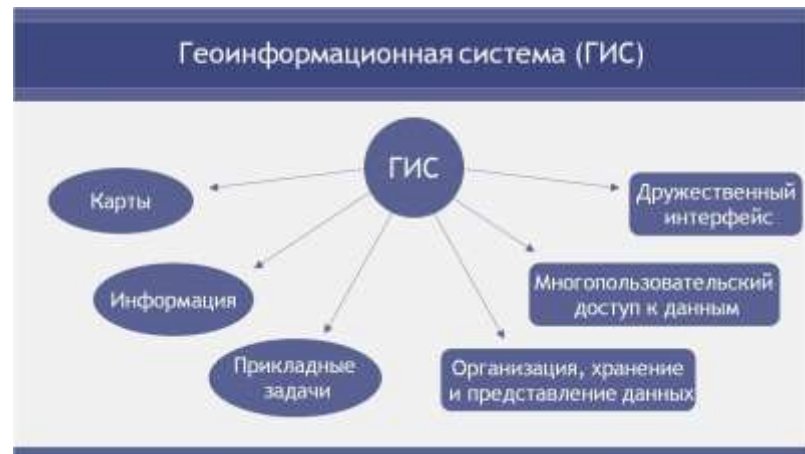 Геоинформационная система (ГИС)
ГИС
Карты
Дружественный
интерфейс
Информация
Многопользовательский
доступ к данным
Прикладные
задачи
Организация, хранение
и представление данных